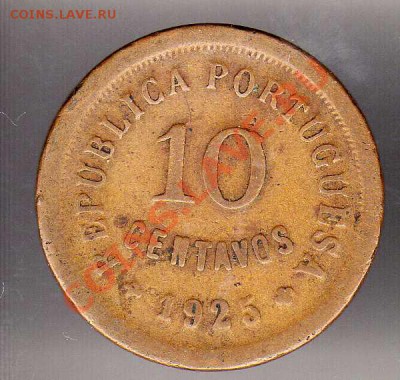 COINS.LAVE.RU
REPUBLICA PORTUGUESA
10
CENTAVOS
* 1925 *